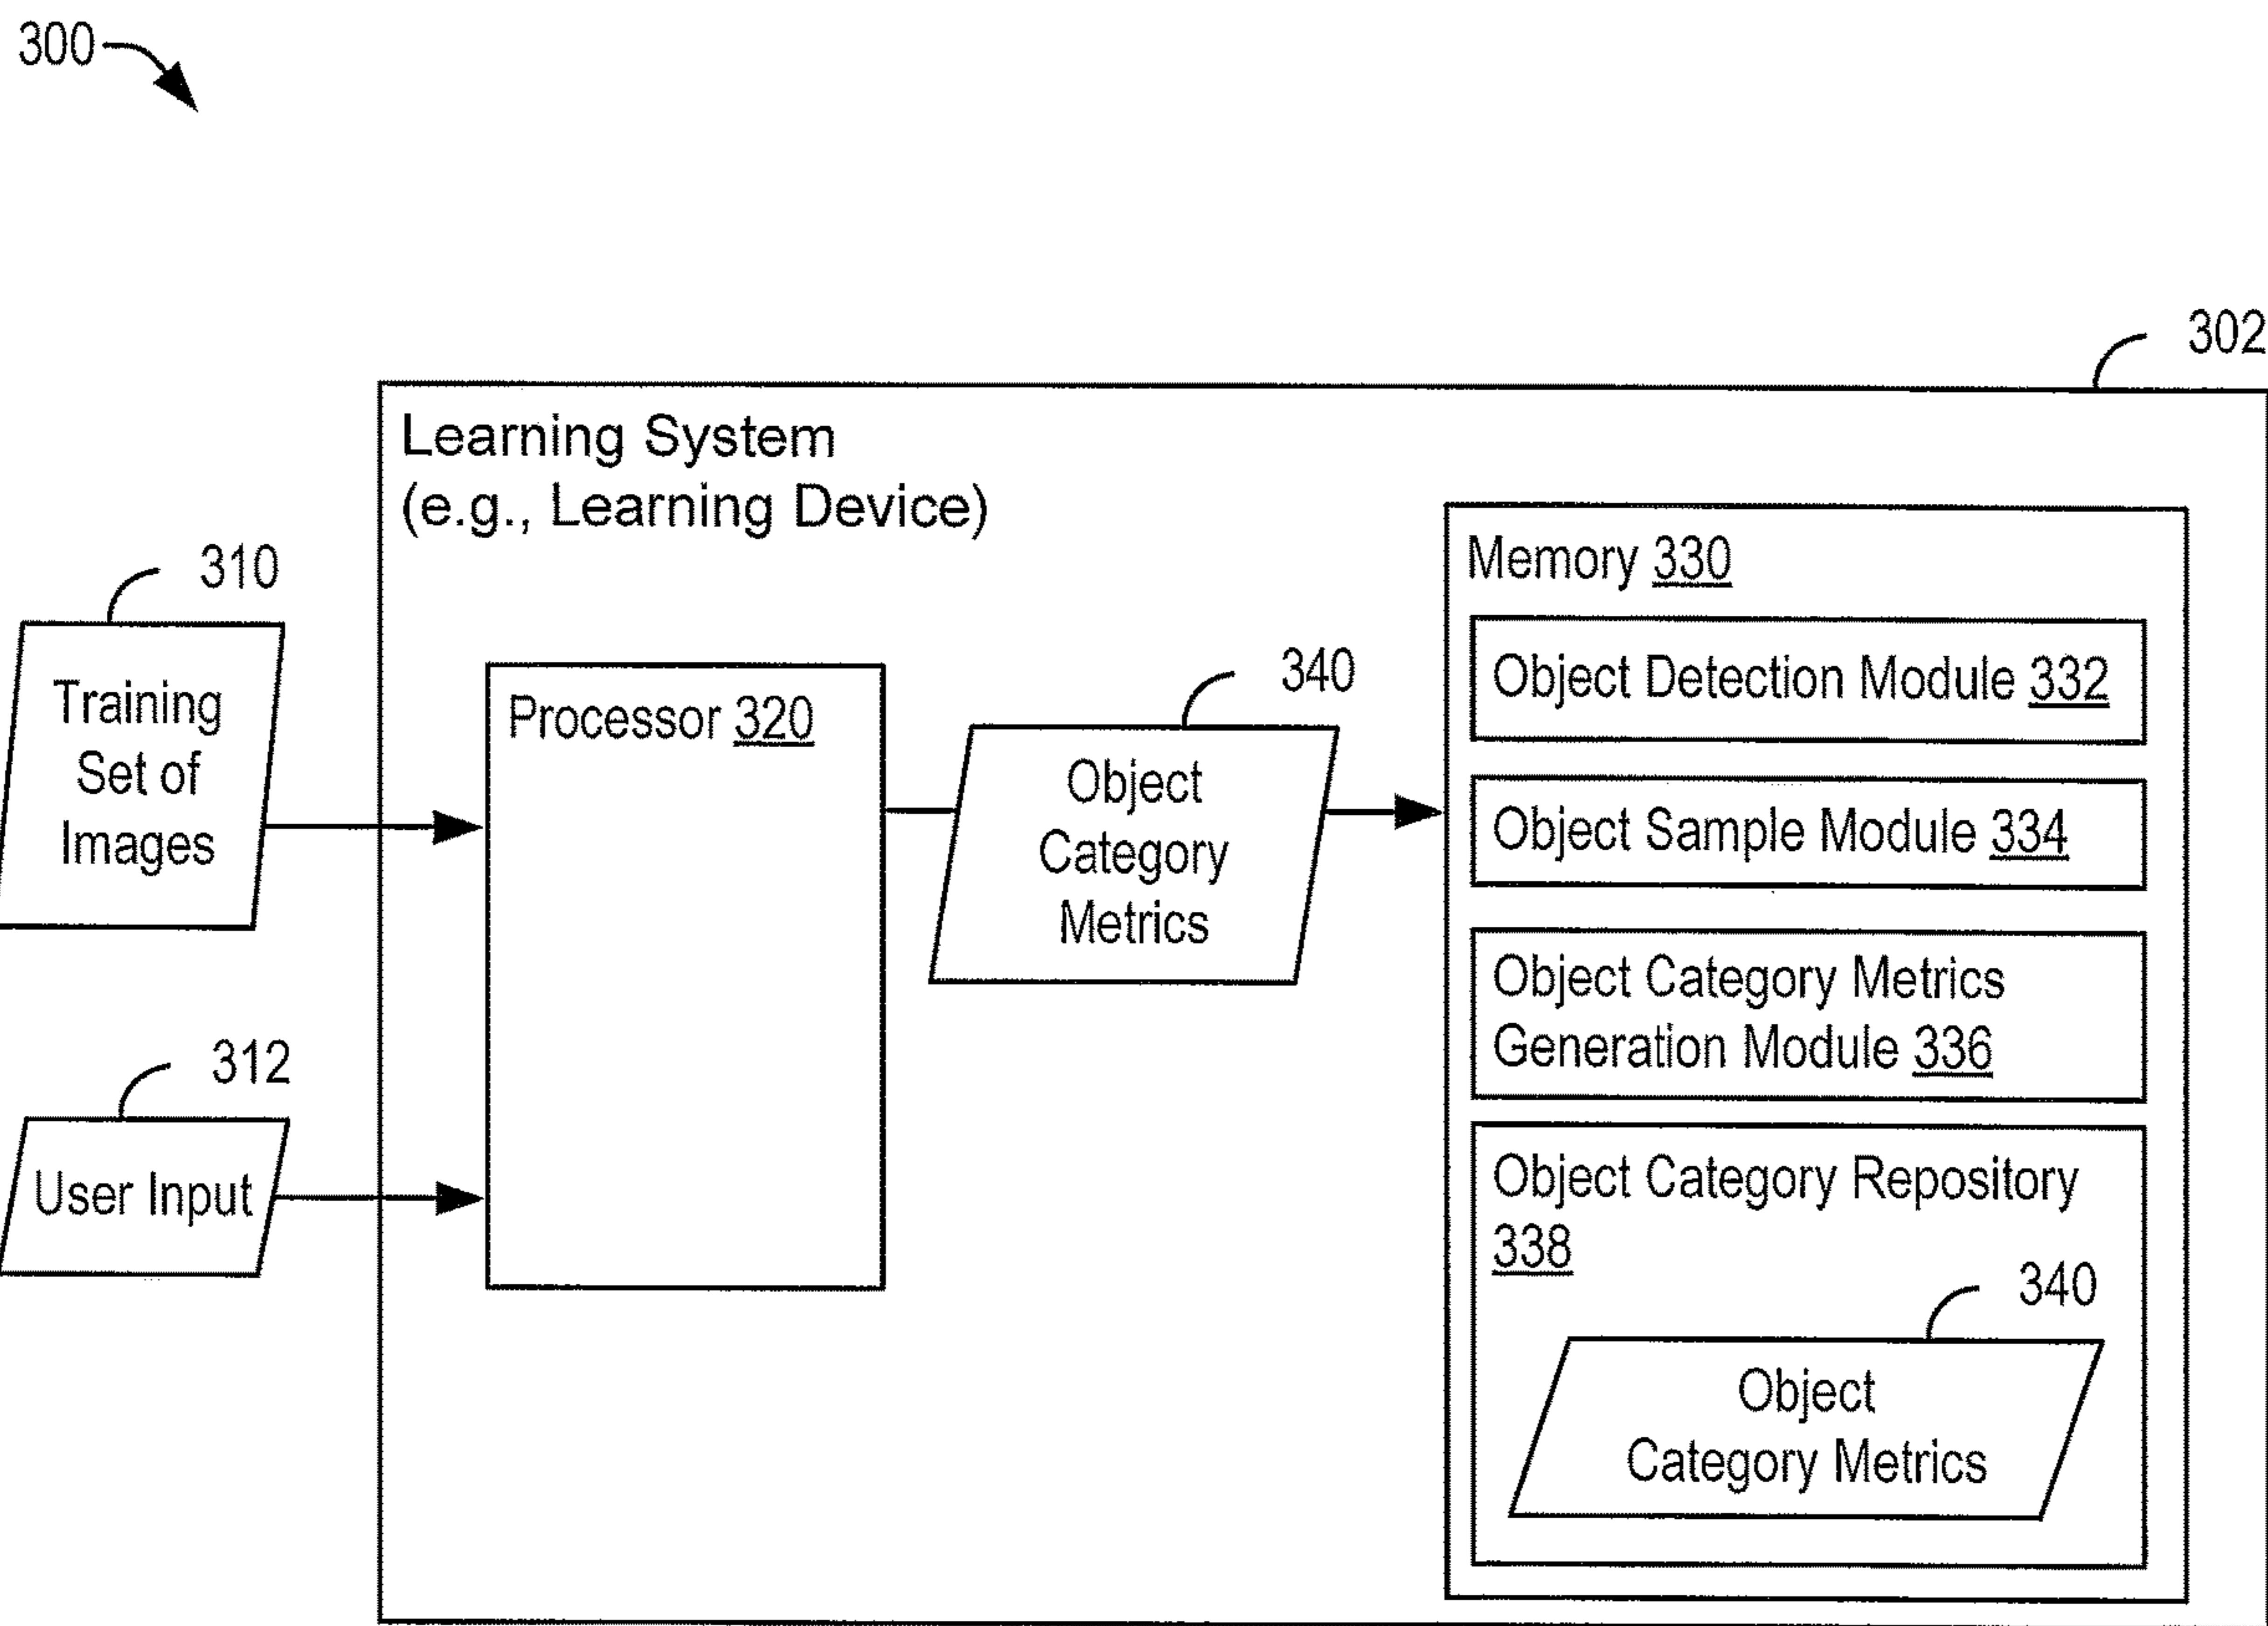 300
302
Learning System
(e.g., Learning Device)
310
Training
Set of
Images
312
User Input
Processor 320
340
Object
Category
Metrics
Memory 330
Object Detection Module 332
Object Sample Module 334
Object Category Metrics
Generation Module 336
Object Category Repository
338
340
Object
Category Metrics